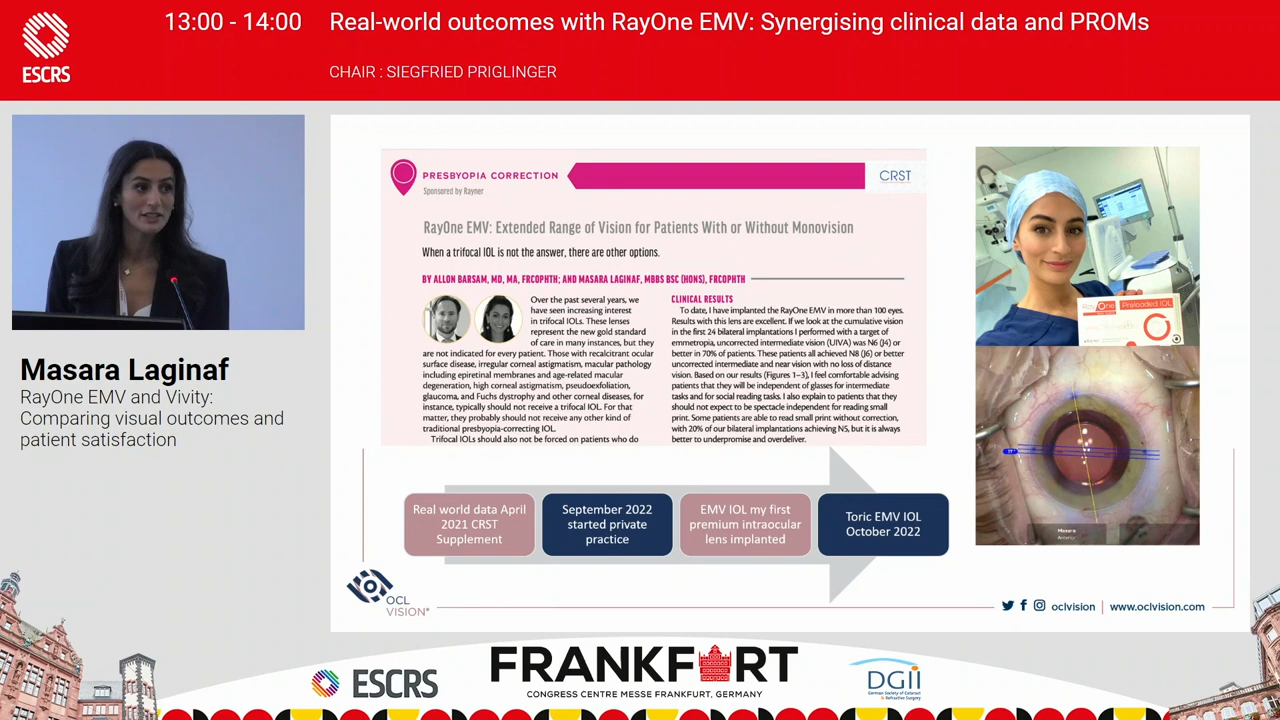 13:00 - 14:00
Real-world outcomes with RayOne EMV: Synergising clinical data and PROMs
CHAIR : SIEGFRIED PRIGLINGER
ESCRS
Masara Laginaf
RayOne EMV and Vivity:
Comparing visual outcomes and
patient satisfaction
PRESBYOPIA CORRECTION
Sponsored by Rayner
CRST
RayOne EMV: Extended Range of Vision for Patients With or Without Monovision
When a trifocal IOL is not the answer, there are other options.
BY ALLON BARSAM, MD, MA, FRCOPHTH; AND MASARA LAGINAF, MBBS BSC (HONS), FRCOPHTH
Over the past several years, we
have seen increasing interest
in trifocal IOLs. These lenses
represent the new gold standard
of care in many instances, but they
are not indicated for every patient. Those with recalcitrant ocular
surface disease, irregular corneal astigmatism, macular pathology
including epiretinal membranes and age-related macular
degeneration, high corneal astigmatism, pseudoexfoliation,
glaucoma, and Fuchs dystrophy and other corneal diseases, for
instance, typically should not receive a trifocal IOL. For that
matter, they probably should not receive any other kind of
traditional presbyopia-correcting IOL.
Trifocal IOLs should also not be forced on patients who do
CLINICAL RESULTS
To date, I have implanted the RayOne EMV in more than 100 eyes.
Results with this lens are excellent. If we look at the cumulative vision
in the first 24 bilateral implantations I performed with a target of
emmetropia, uncorrected intermediate vision (UIVA) was N6 (J4) or
better in 70% of patients. These patients all achieved N8 (J6) or better
uncorrected intermediate and near vision with no loss of distance
vision. Based on our results (Figures 1–3), I feel comfortable advising
patients that they will be independent of glasses for intermediate
tasks and for social reading tasks. I also explain to patients that they
should not expect to be spectacle independent for reading small
print. Some patients are able to read small print without correction,
with 20% of our bilateral implantations achieving N5, but it is always
better to underpromise and overdeliver.
RayOne
Preloaded IOL
Masara
Anterior
Real world data April
2021 CRST
Supplement
September 2022
started private
practice
EMV IOL my first
premium intraocular
lens implanted
Toric EMV IOL
October 2022
OCL
VISION
oclvision | www.oclvision.com
ESCRS
FRANKFURT
CONGRESS CENTRE MESSE FRANKFURT, GERMANY
DGII
German Society of Cataract
& Refractive Surgery